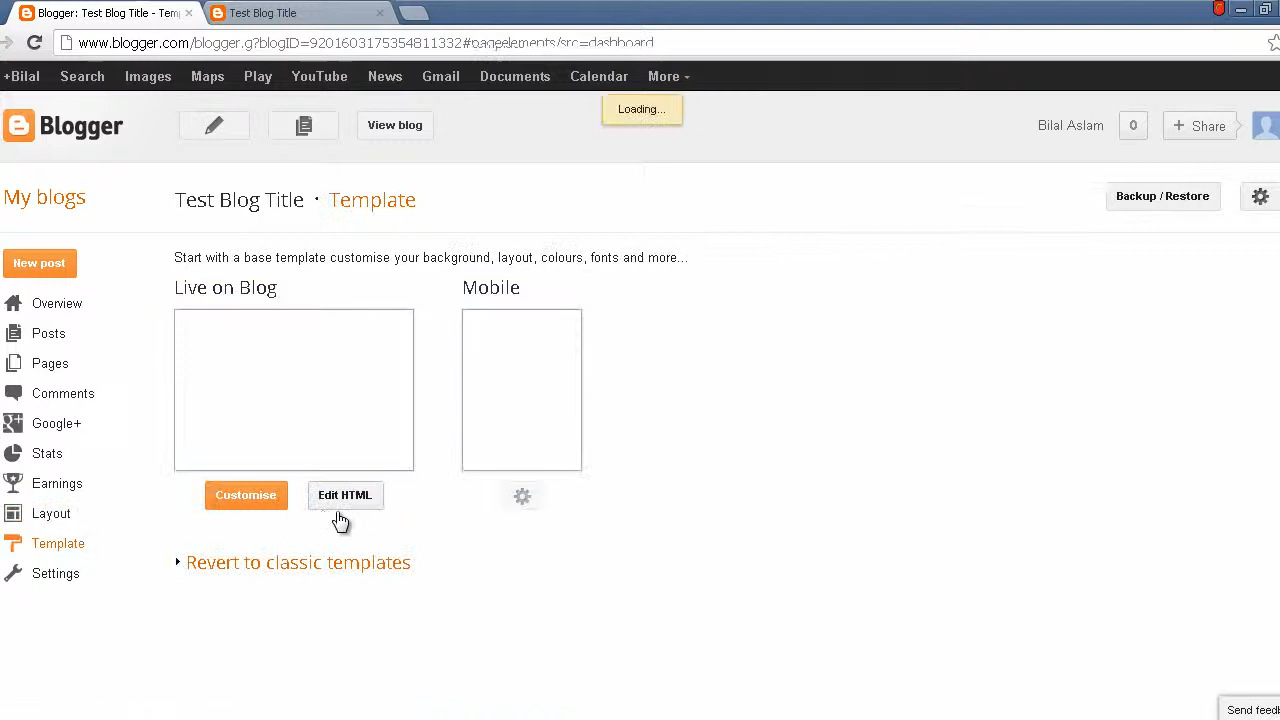 Blogger: Test Blog Title - Temp
Test Blog Title
www.blogger.com/blogger.g?blogID=9201603175354811332#pageelements/src=dashboard
+Bilal Search Images Maps Play YouTube News Gmail Documents Calendar More
Loading...
Blogger
View blog
Bilal Aslam
0
+ Share
My blogs
Test Blog Title · Template
Backup / Restore
New post
Start with a base template customise your background, layout, colours, fonts and more...
Live on Blog
Mobile
Overview
Posts
Pages
Comments
Google+
Stats
Earnings
Layout
Template
Settings
Customise
Edit HTML
Revert to classic templates
Send feedb